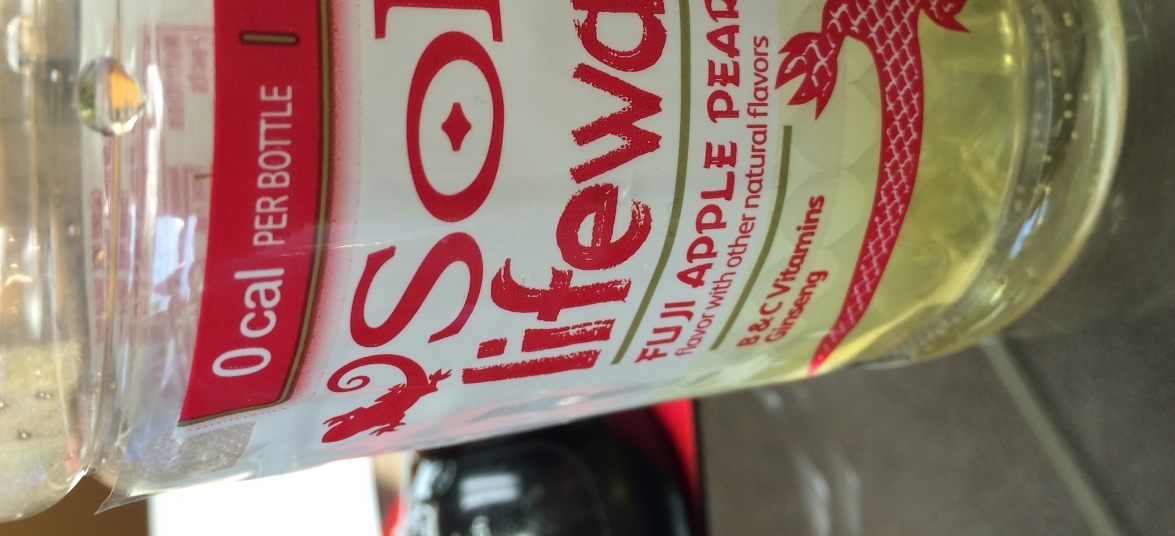 0 cal PER BOTTLE
So
lifewa
FUJI APPLE PEAR
flavor with other natural flavors
B & C Vitamins
Ginseng